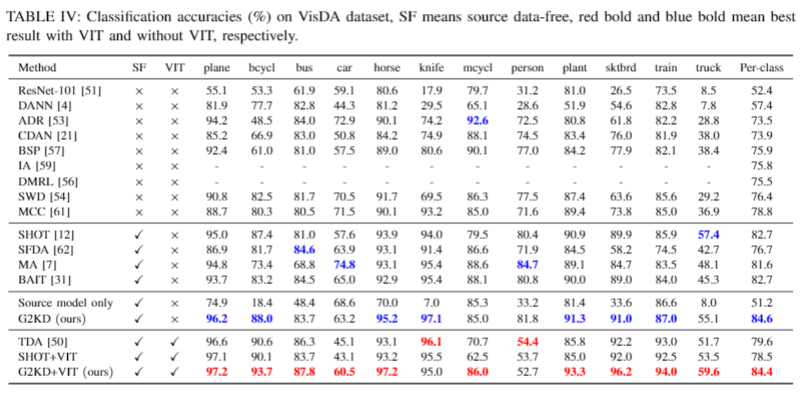 TABLE IV: Classification accuracies (%) on VisDA dataset, SF means source data-free, red bold and blue bold mean best
result with VIT and without VIT, respectively.
Method SF VIT plane bcycl bus car horse knife mcycl person plant sktbrd train truck Per-class
ResNet-101 [51] × × 55.1 53.3 61.9 59.1 80.6 17.9 79.7 31.2 81.0 26.5 73.5 8.5 52.4
DANN [4] × × 81.9 77.7 82.8 44.3 81.2 29.5 65.1 28.6 51.9 54.6 82.8 7.8 57.4
ADR [53] × × 94.2 48.5 84.0 72.9 90.1 74.2 92.6 72.5 80.8 61.8 82.2 28.8 73.5
CDAN [21] × × 85.2 66.9 83.0 50.8 84.2 74.9 88.1 74.5 83.4 76.0 81.9 38.0 73.9
BSP [57] × × 92.4 61.0 81.0 57.5 89.0 80.6 90.1 77.0 84.2 77.9 82.1 38.4 75.9
IA [59] × × - - - - - - - - - - - - 75.8
DMRL [56] × × - - - - - - - - - - - - 75.5
SWD [54] × × 90.8 82.5 81.7 70.5 91.7 69.5 86.3 77.5 87.4 63.6 85.6 29.2 76.4
MCC [61] × × 88.7 80.3 80.5 71.5 90.1 93.2 85.0 71.6 89.4 73.8 85.0 36.9 78.8
SHOT [12] ✓ × 95.0 87.4 81.0 57.6 93.9 94.0 79.5 80.4 90.9 89.9 85.9 57.4 82.7
SFDA [62] ✓ × 86.9 81.7 84.6 63.9 93.1 91.4 86.6 71.9 84.5 58.2 74.5 42.7 76.7
MA [7] ✓ × 94.8 73.4 68.8 74.8 93.1 95.4 88.6 84.7 89.1 84.7 83.5 48.1 81.6
BAIT [31] ✓ × 93.7 83.2 84.5 65.0 92.9 95.4 88.1 80.8 90.0 89.0 84.0 45.3 82.7
Source model only ✓ × 74.9 18.4 48.4 68.6 70.0 7.0 85.3 33.2 81.4 33.6 86.6 8.0 51.2
G2KD (ours) ✓ × 96.2 88.0 83.7 63.2 95.2 97.1 85.0 81.8 91.3 91.0 87.0 55.1 84.6
TDA [50] ✓ ✓ 96.6 90.6 86.3 45.1 93.1 96.1 70.7 54.4 85.8 92.2 93.0 51.7 79.6
SHOT+VIT ✓ ✓ 97.1 90.1 83.7 43.1 93.2 95.5 62.5 53.7 85.0 92.0 92.5 53.5 78.5
G2KD+VIT (ours) ✓ ✓ 97.2 93.7 87.8 60.5 97.2 95.0 86.0 52.7 93.3 96.2 94.0 59.6 84.4